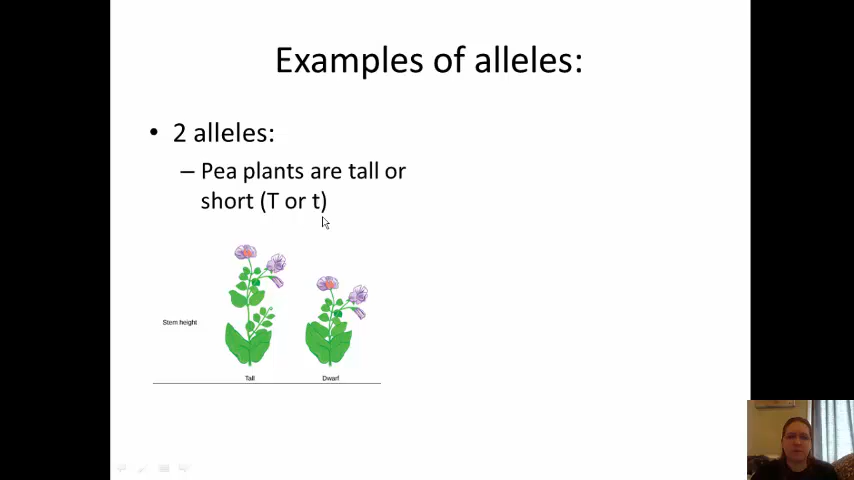 Examples of alleles:
• 2 alleles:
– Pea plants are tall or
short (T or t)
Stem height
Tall
Dwarf